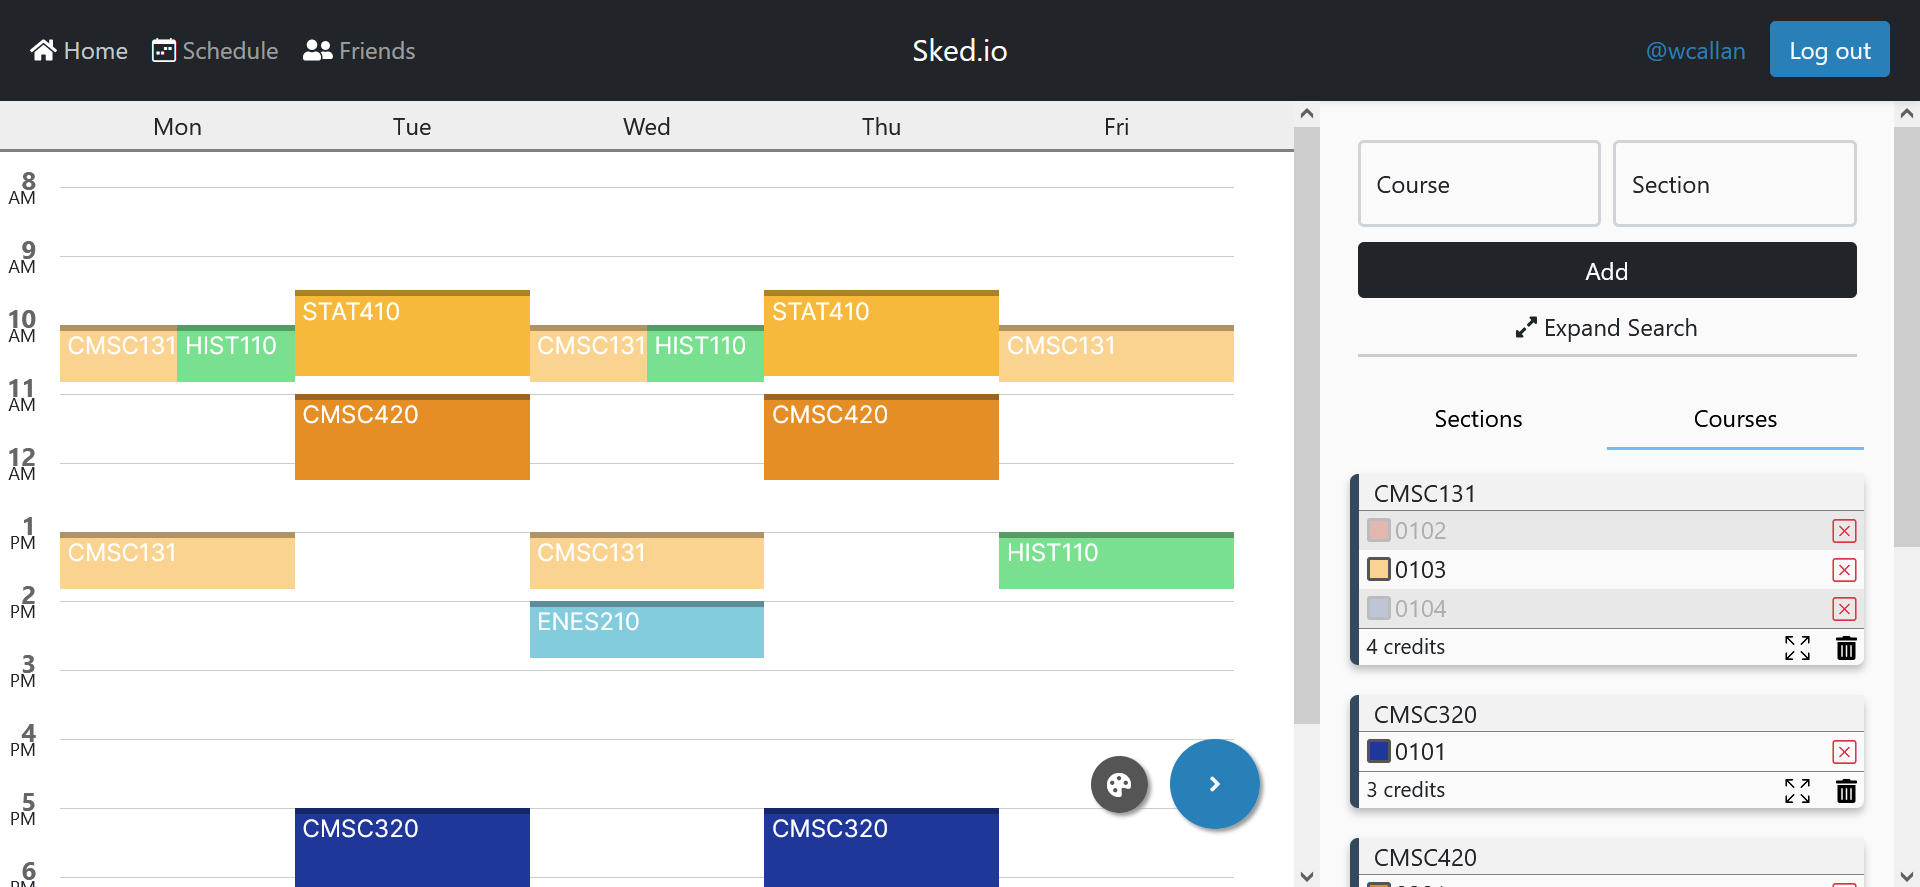 Home Schedule Friends Sked.io @wcallan Log out
Mon Tue Wed Thu Fri
8 AM
9 AM
10 AM
11 AM
12 AM
1 PM
2 PM
3 PM
4 PM
5 PM
6 PM
STAT410 STAT410
CMSC131 HIST110 CMSC131 HIST110 CMSC131
CMSC420 CMSC420
CMSC131 CMSC131 HIST110
ENES210
CMSC320 CMSC320
Course Section
Add
Expand Search
Sections Courses
CMSC131
0102
0103
0104
4 credits
CMSC320
0101
3 credits
CMSC420